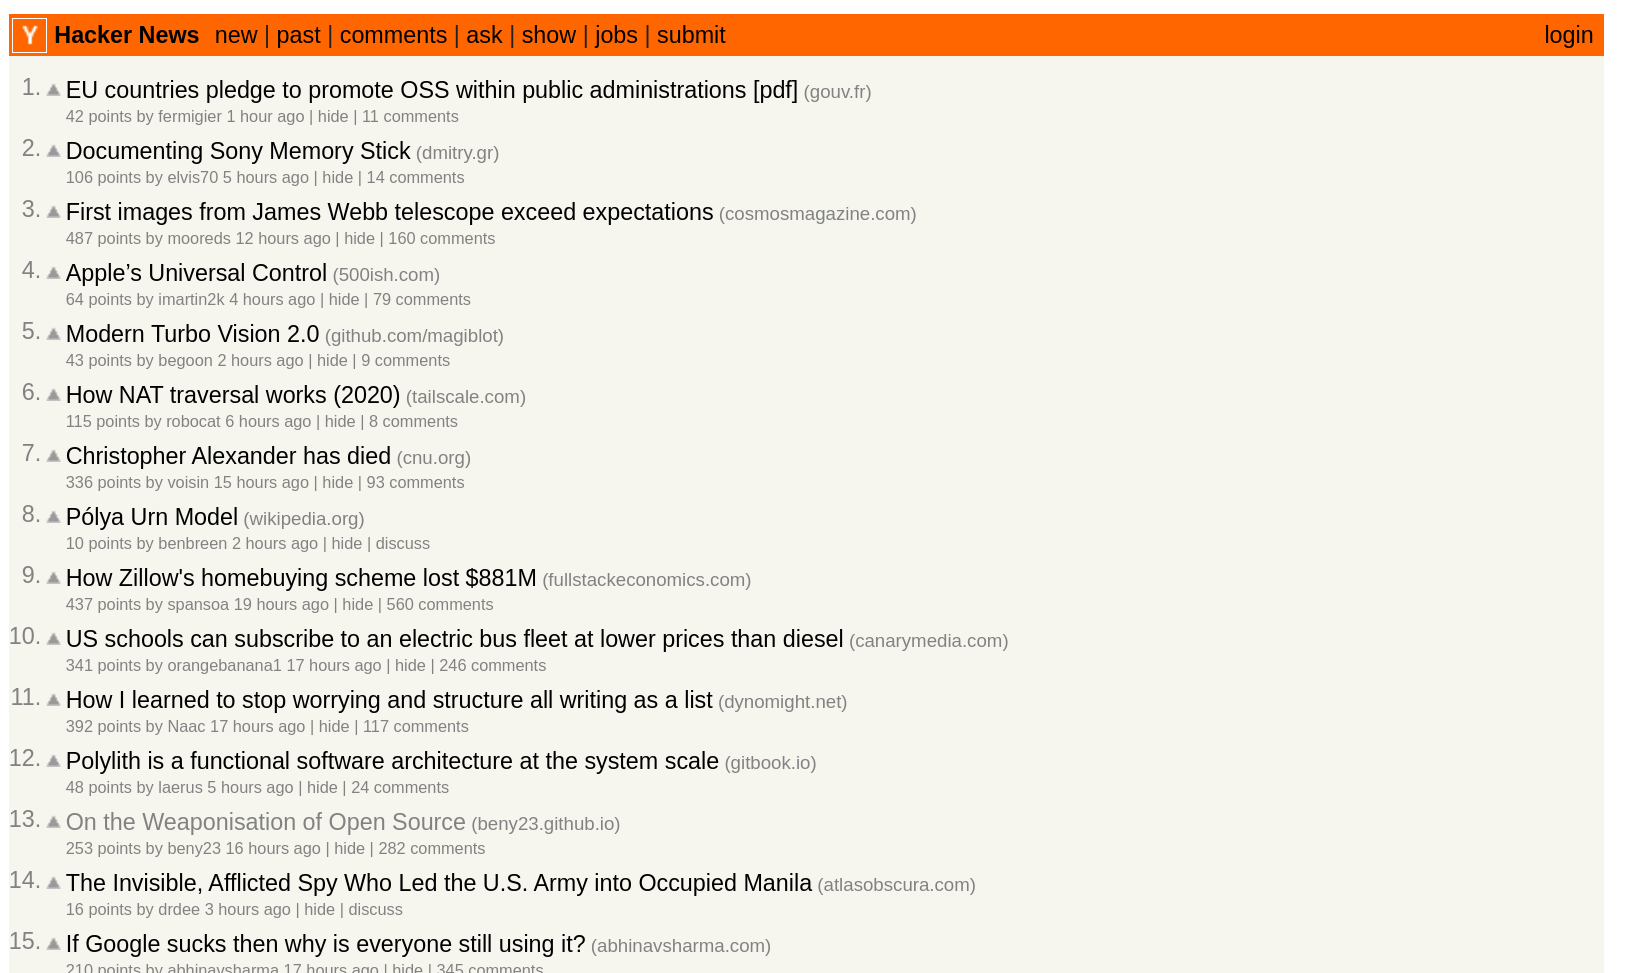 Y Hacker News new | past | comments | ask | show | jobs | submit login
1. EU countries pledge to promote OSS within public administrations [pdf] (gouv.fr)
42 points by fermigier 1 hour ago | hide | 11 comments
2. Documenting Sony Memory Stick (dmitry.gr)
106 points by elvis70 5 hours ago | hide | 14 comments
3. First images from James Webb telescope exceed expectations (cosmosmagazine.com)
487 points by mooreds 12 hours ago | hide | 160 comments
4. Apple’s Universal Control (500ish.com)
64 points by imartin2k 4 hours ago | hide | 79 comments
5. Modern Turbo Vision 2.0 (github.com/magiblot)
43 points by begoon 2 hours ago | hide | 9 comments
6. How NAT traversal works (2020) (tailscale.com)
115 points by robocat 6 hours ago | hide | 8 comments
7. Christopher Alexander has died (cnu.org)
336 points by voisin 15 hours ago | hide | 93 comments
8. Pólya Urn Model (wikipedia.org)
10 points by benbreen 2 hours ago | hide | discuss
9. How Zillow's homebuying scheme lost $881M (fullstackeconomics.com)
437 points by spansoa 19 hours ago | hide | 560 comments
10. US schools can subscribe to an electric bus fleet at lower prices than diesel (canarymedia.com)
341 points by orangebanana1 17 hours ago | hide | 246 comments
11. How I learned to stop worrying and structure all writing as a list (dynomight.net)
392 points by Naac 17 hours ago | hide | 117 comments
12. Polylith is a functional software architecture at the system scale (gitbook.io)
48 points by laerus 5 hours ago | hide | 24 comments
13. On the Weaponisation of Open Source (beny23.github.io)
253 points by beny23 16 hours ago | hide | 282 comments
14. The Invisible, Afflicted Spy Who Led the U.S. Army into Occupied Manila (atlasobscura.com)
16 points by drdee 3 hours ago | hide | discuss
15. If Google sucks then why is everyone still using it? (abhinavsharma.com)
210 points by abhinavsharma 17 hours ago | hide | 345 comments